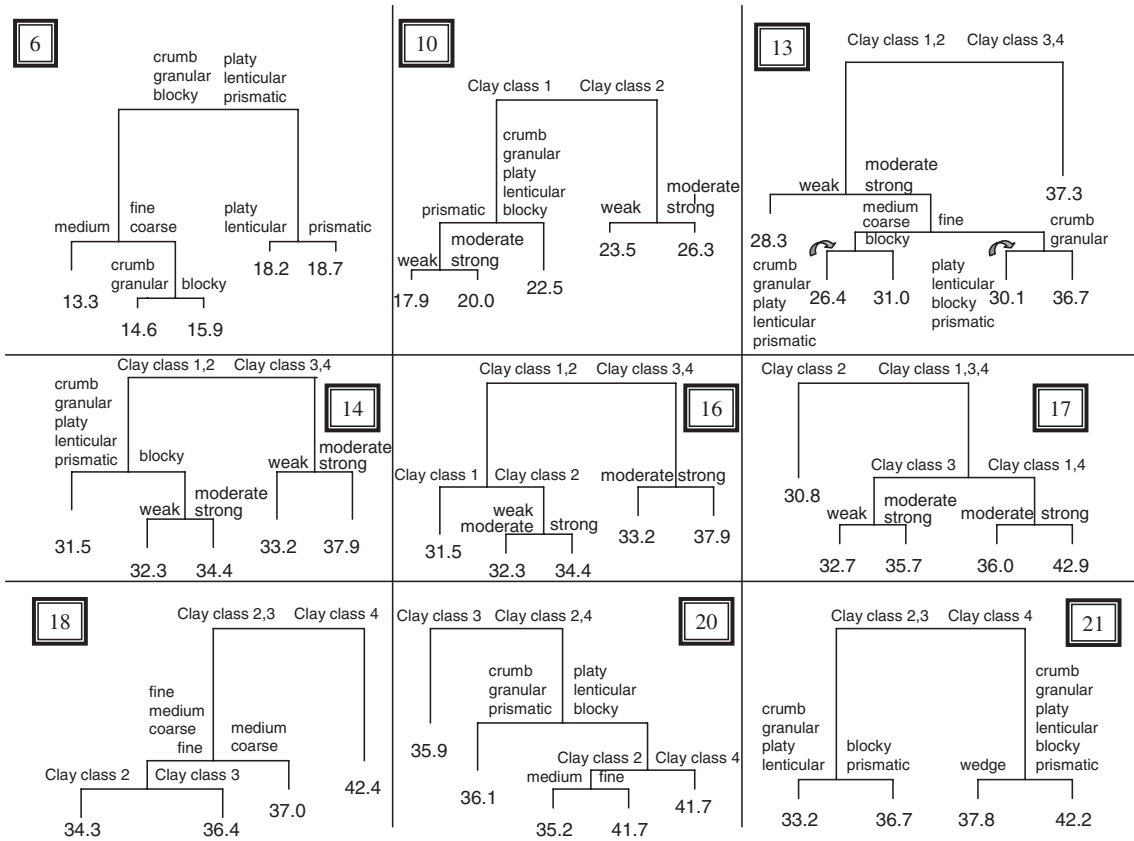 6
crumb
granular
blocky
platy
lenticular
prismatic
medium
fine
coarse
platy
lenticular
prismatic
13.3
crumb
granular
blocky
14.6
15.9
18.2
18.7
10
Clay class 1
Clay class 2
prismatic
crumb
granular
platy
lenticular
blocky
weak
moderate
strong
weak
moderate
strong
17.9
20.0
22.5
23.5
26.3
13
Clay class 1,2
Clay class 3,4
weak
moderate
strong
37.3
28.3
medium
coarse
fine
blocky
crumb
granular
crumb
granular
platy
lenticular
prismatic
26.4
31.0
platy
lenticular
blocky
prismatic
30.1
36.7
14
Clay class 1,2
Clay class 3,4
crumb
granular
platy
lenticular
prismatic
blocky
weak
moderate
strong
weak
moderate
strong
31.5
32.3
34.4
33.2
37.9
16
Clay class 1,2
Clay class 3,4
Clay class 1
Clay class 2
moderate
strong
weak
moderate
strong
31.5
32.3
34.4
33.2
37.9
17
Clay class 2
Clay class 1,3,4
30.8
Clay class 3
Clay class 1,4
weak
moderate
strong
moderate
strong
32.7
35.7
36.0
42.9
18
Clay class 2,3
Clay class 4
fine
medium
coarse
fine
medium
coarse
Clay class 2
Clay class 3
34.3
36.4
37.0
42.4
20
Clay class 3
Clay class 2,4
35.9
crumb
granular
prismatic
platy
lenticular
blocky
36.1
Clay class 2
Clay class 4
medium
fine
35.2
41.7
41.7
21
Clay class 2,3
Clay class 4
crumb
granular
platy
lenticular
blocky
prismatic
wedge
crumb
granular
platy
lenticular
blocky
prismatic
33.2
36.7
37.8
42.2